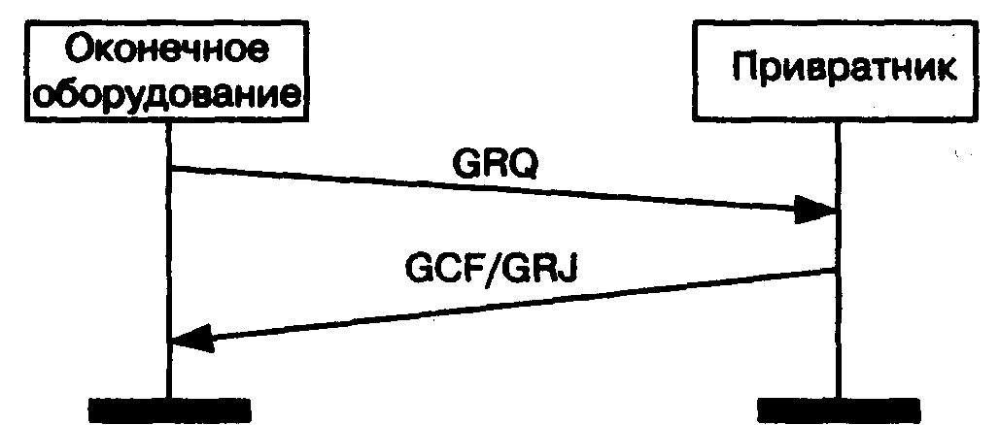 Оконечное
оборудование
Привратник
GRQ
GCF/GRJ